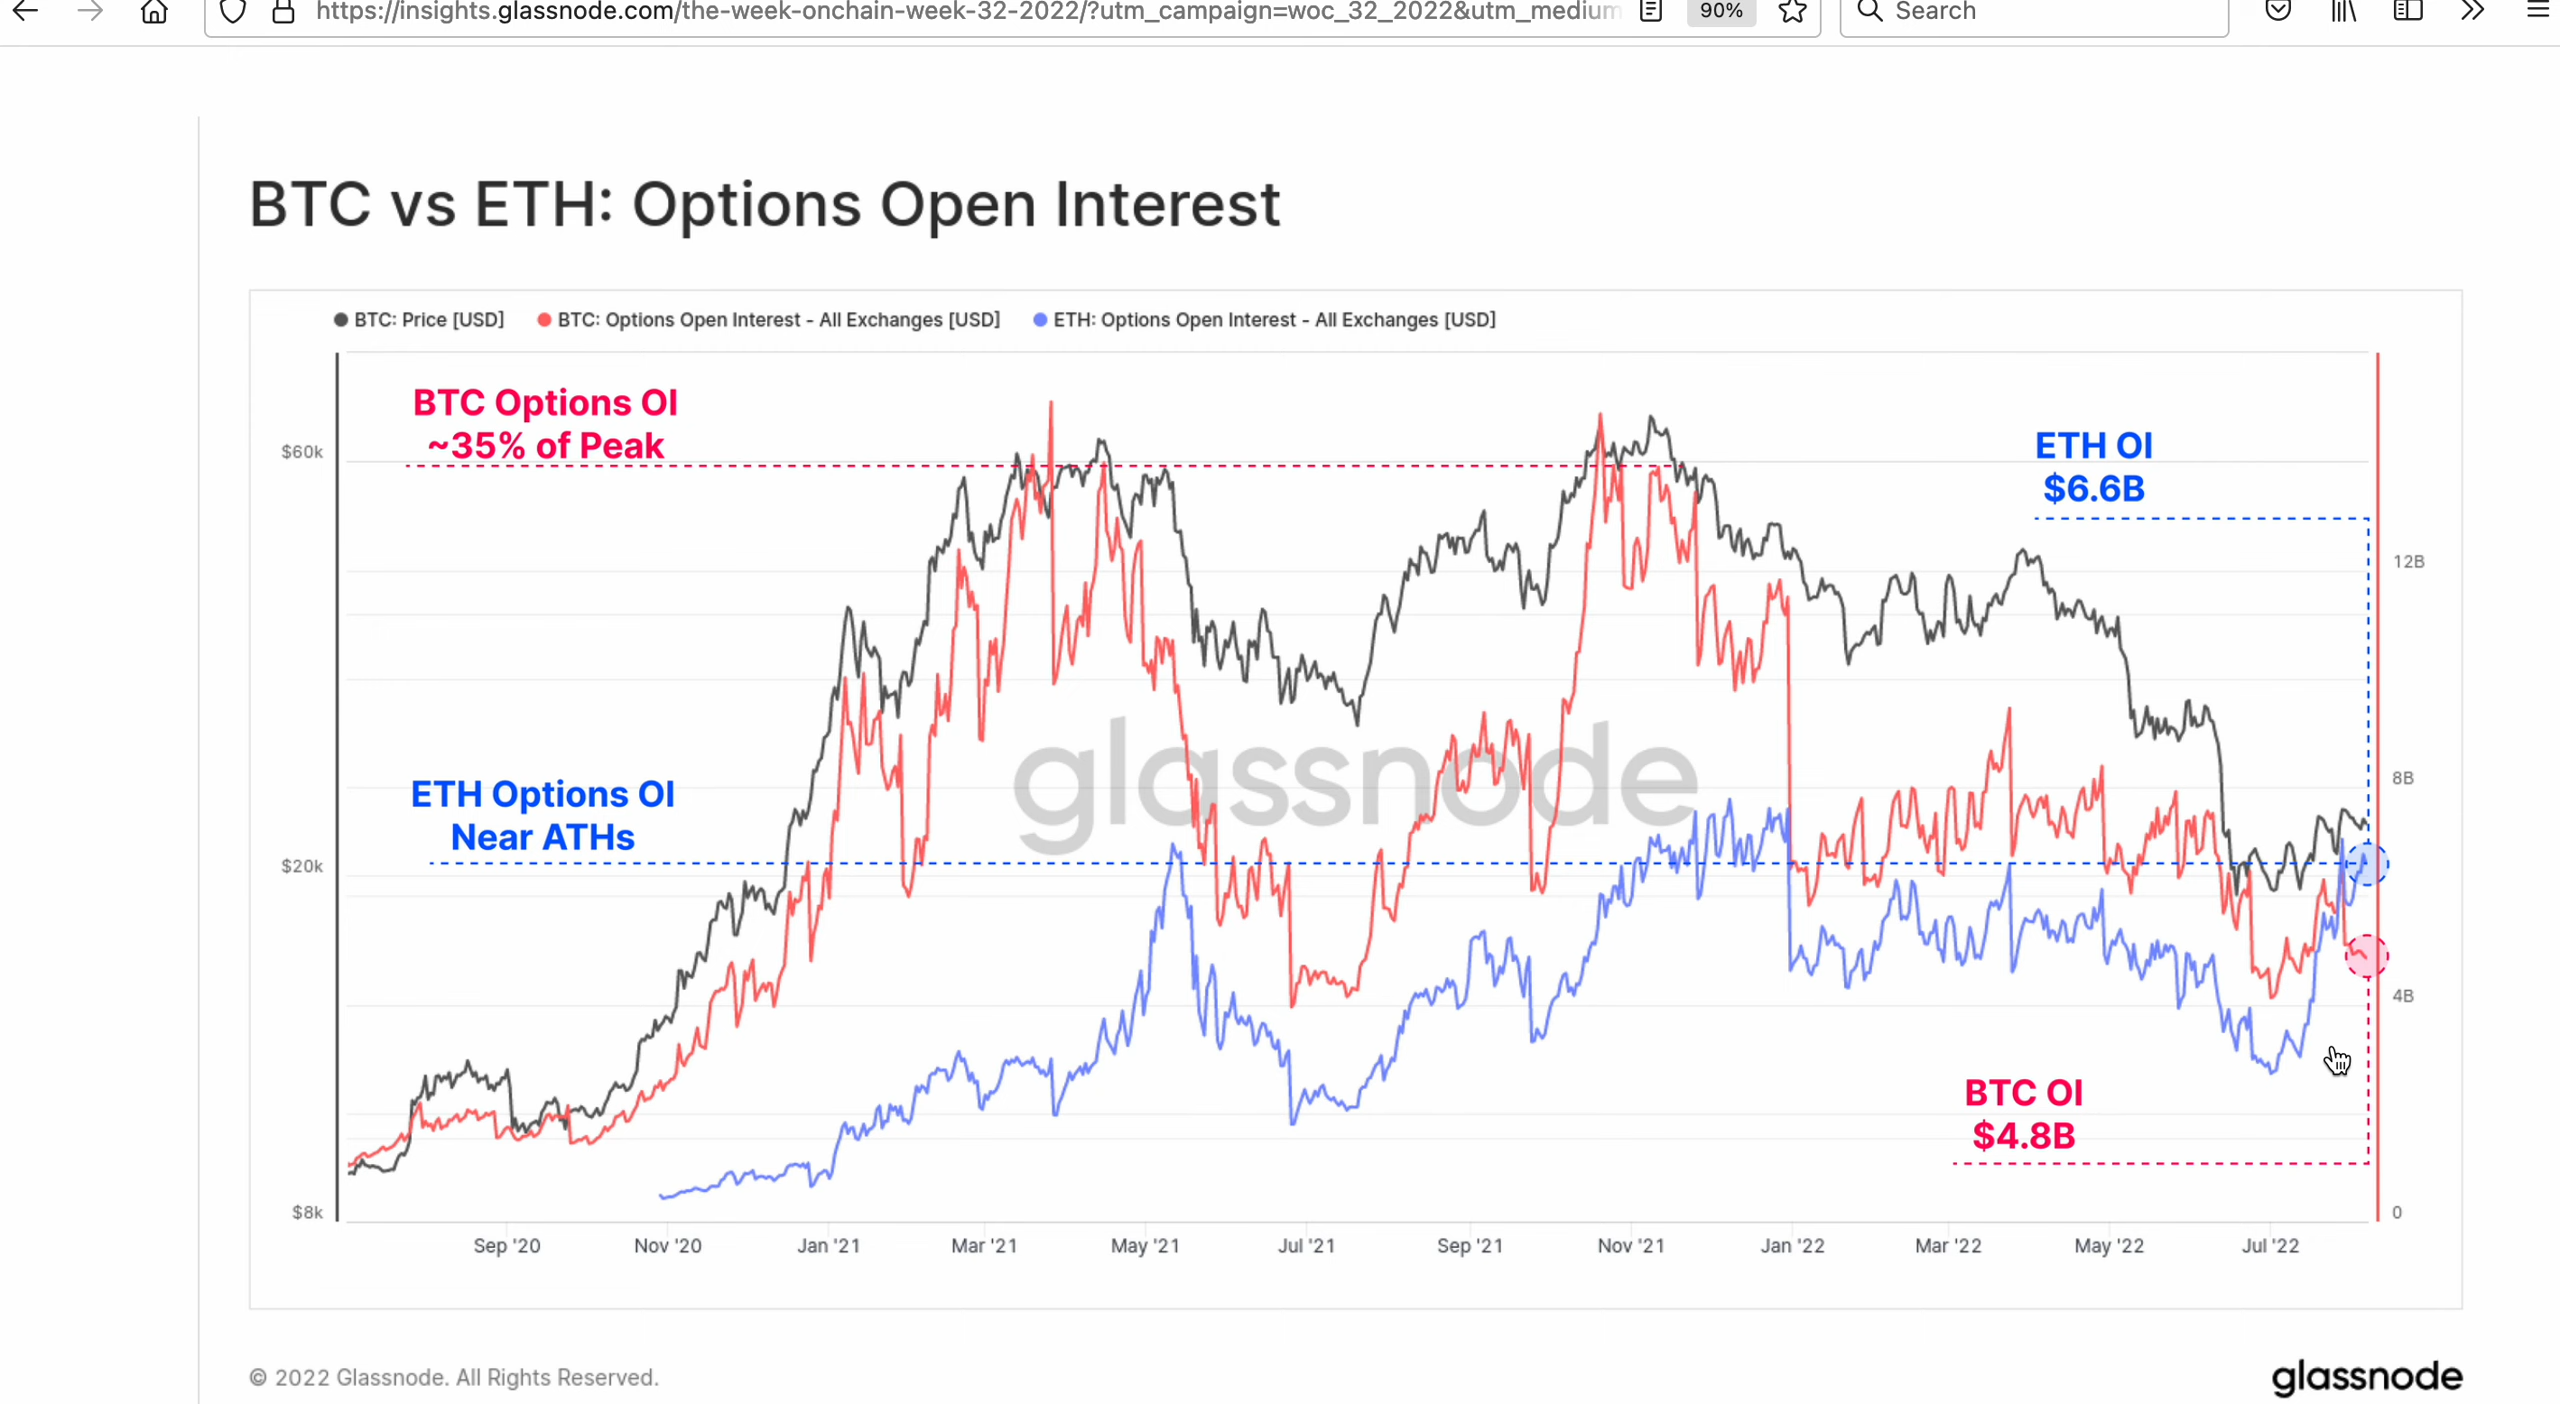 https://insights.glassnode.com/the-week-onchain-week-32-2022/?utm_campaign=woc_32_2022&utm_medium
90%
Search
BTC vs ETH: Options Open Interest
BTC: Price [USD]
BTC: Options Open Interest - All Exchanges [USD]
ETH: Options Open Interest - All Exchanges [USD]
BTC Options OI
~35% of Peak
ETH OI
$6.6B
$60k
12B
glassnode
8B
ETH Options OI
Near ATHs
$20k
4B
BTC OI
$4.8B
$8k
0
Sep '20
Nov '20
Jan '21
Mar '21
May '21
Jul '21
Sep '21
Nov '21
Jan '22
Mar '22
May '22
Jul '22
© 2022 Glassnode. All Rights Reserved.
glassnode